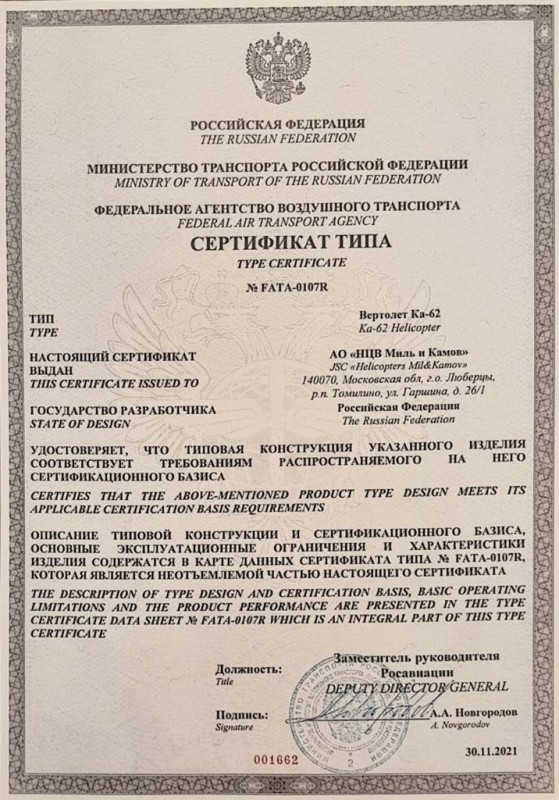 РОССИЙСКАЯ ФЕДЕРАЦИЯ
THE RUSSIAN FEDERATION
МИНИСТЕРСТВО ТРАНСПОРТА РОССИЙСКОЙ ФЕДЕРАЦИИ
MINISTRY OF TRANSPORT OF THE RUSSIAN FEDERATION
ФЕДЕРАЛЬНОЕ АГЕНТСТВО ВОЗДУШНОГО ТРАНСПОРТА
FEDERAL AIR TRANSPORT AGENCY
СЕРТИФИКАТ ТИПА
TYPE CERTIFICATE
№ FATA-0107R
ТИП Вертолет Ка-62
TYPE Ka-62 Helicopter
НАСТОЯЩИЙ СЕРТИФИКАТ АО «НЦВ Миль и Камов»
ВЫДАН JSC «Helicopters Mil&Kamov»
THIS CERTIFICATE ISSUED TO 140070, Московская обл, г.о. Люберцы,
р.п. Томилино, ул. Гаршина, д. 26/1
ГОСУДАРСТВО РАЗРАБОТЧИКА Российская Федерация
STATE OF DESIGN The Russian Federation
УДОСТОВЕРЯЕТ, ЧТО ТИПОВАЯ КОНСТРУКЦИЯ УКАЗАННОГО ИЗДЕЛИЯ
СООТВЕТСТВУЕТ ТРЕБОВАНИЯМ РАСПРОСТРАНЯЕМОГО НА НЕГО
СЕРТИФИКАЦИОННОГО БАЗИСА
CERTIFIES THAT THE ABOVE-MENTIONED PRODUCT TYPE DESIGN MEETS ITS
APPLICABLE CERTIFICATION BASIS REQUIREMENTS
ОПИСАНИЕ ТИПОВОЙ КОНСТРУКЦИИ И СЕРТИФИКАЦИОННОГО БАЗИСА,
ОСНОВНЫЕ ЭКСПЛУАТАЦИОННЫЕ ОГРАНИЧЕНИЯ И ХАРАКТЕРИСТИКИ
ИЗДЕЛИЯ СОДЕРЖАТСЯ В КАРТЕ ДАННЫХ СЕРТИФИКАТА ТИПА № FATA-0107R,
КОТОРАЯ ЯВЛЯЕТСЯ НЕОТЪЕМЛЕМОЙ ЧАСТЬЮ НАСТОЯЩЕГО СЕРТИФИКАТА
THE DESCRIPTION OF TYPE DESIGN AND CERTIFICATION BASIS, BASIC OPERATING
LIMITATIONS AND THE PRODUCT PERFORMANCE ARE PRESENTED IN THE TYPE
CERTIFICATE DATA SHEET № FATA-0107R WHICH IS AN INTEGRAL PART OF THIS TYPE
CERTIFICATE
Заместитель руководителя
Должность: Росавиации
Title DEPUTY DIRECTOR GENERAL
Подпись: А.А. Новгородов
Signature A. Novgorodov
001662
30.11.2021